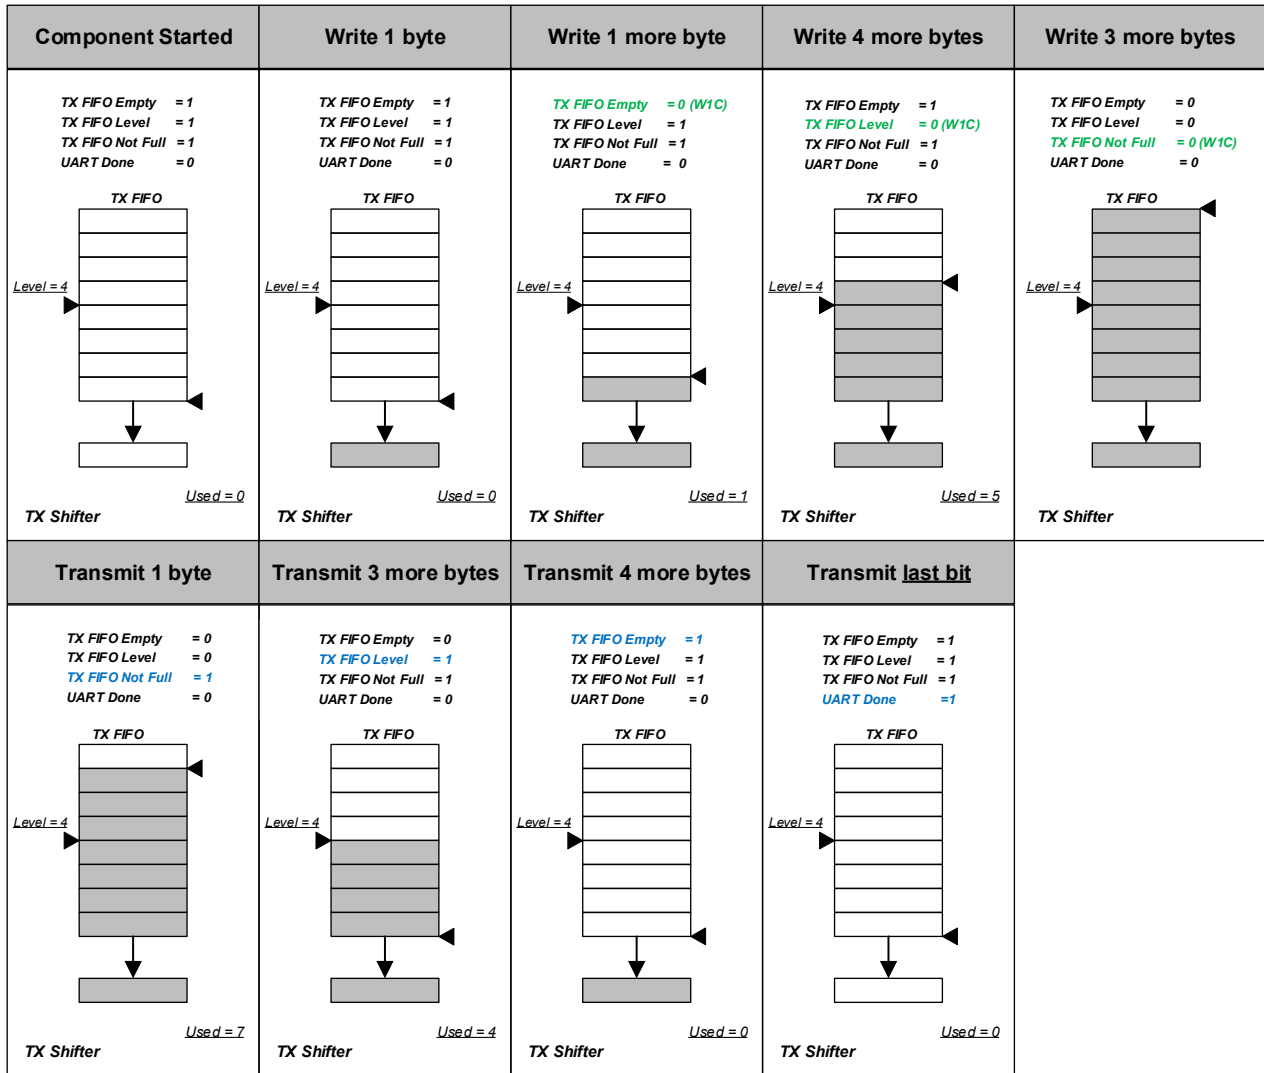 Component Started
TX FIFO Empty = 1
TX FIFO Level = 1
TX FIFO Not Full = 1
UART Done = 0
TX FIFO
Level = 4
Used = 0
TX Shifter
Write 1 byte
TX FIFO Empty = 1
TX FIFO Level = 1
TX FIFO Not Full = 1
UART Done = 0
TX FIFO
Level = 4
Used = 0
TX Shifter
Write 1 more byte
TX FIFO Empty = 0 (W1C)
TX FIFO Level = 1
TX FIFO Not Full = 1
UART Done = 0
TX FIFO
Level = 4
Used = 1
TX Shifter
Write 4 more bytes
TX FIFO Empty = 1
TX FIFO Level = 0 (W1C)
TX FIFO Not Full = 1
UART Done = 0
TX FIFO
Level = 4
Used = 5
TX Shifter
Write 3 more bytes
TX FIFO Empty = 0
TX FIFO Level = 0
TX FIFO Not Full = 0 (W1C)
UART Done = 0
TX FIFO
Level = 4
TX Shifter
Transmit 1 byte
TX FIFO Empty = 0
TX FIFO Level = 0
TX FIFO Not Full = 1
UART Done = 0
TX FIFO
Level = 4
Used = 7
TX Shifter
Transmit 3 more bytes
TX FIFO Empty = 0
TX FIFO Level = 1
TX FIFO Not Full = 1
UART Done = 0
TX FIFO
Level = 4
Used = 4
TX Shifter
Transmit 4 more bytes
TX FIFO Empty = 1
TX FIFO Level = 1
TX FIFO Not Full = 1
UART Done = 0
TX FIFO
Level = 4
Used = 0
TX Shifter
Transmit last bit
TX FIFO Empty = 1
TX FIFO Level = 1
TX FIFO Not Full = 1
UART Done =1
TX FIFO
Level = 4
Used = 0
TX Shifter